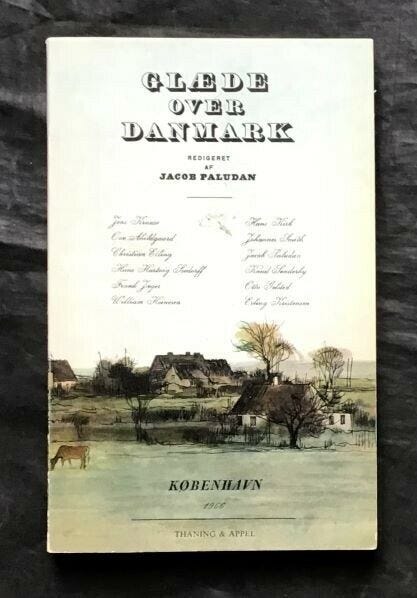 GLÆDE
OVER
DANMARK
REDIGERET
AF
JACOB PALUDAN
Jens Kruuse
Ove Abildgaard
Christian Elling
Hans Hartvig Seedorff
Frank Jæger
William Heinesen
Hans Kirk
Johannes Smith
Jacob Paludan
Knud Sønderby
Otto Gelsted
Erling Kristensen
KØBENHAVN
1966
THANING & APPEL